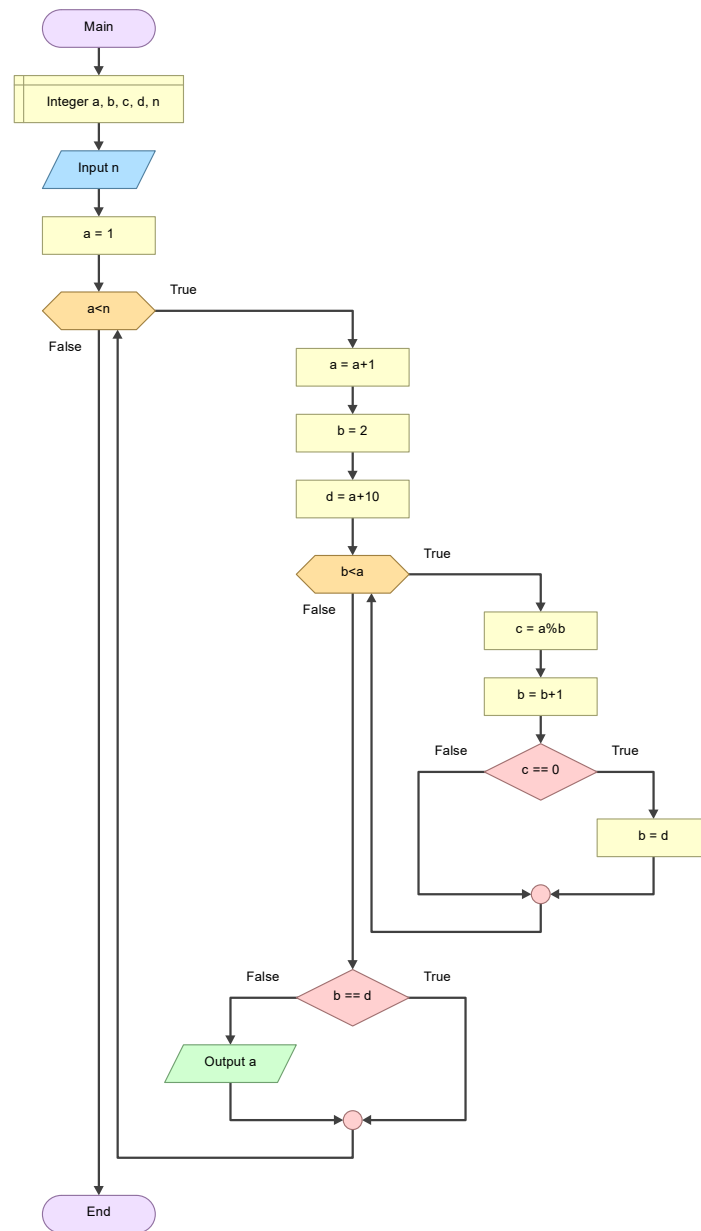 Main
Integer a, b, c, d, n
Input n
a = 1
a<n
True
False
a = a+1
b = 2
d = a+10
b<a
True
False
c = a%b
b = b+1
c == 0
False
True
b = d
b == d
False
True
Output a
End